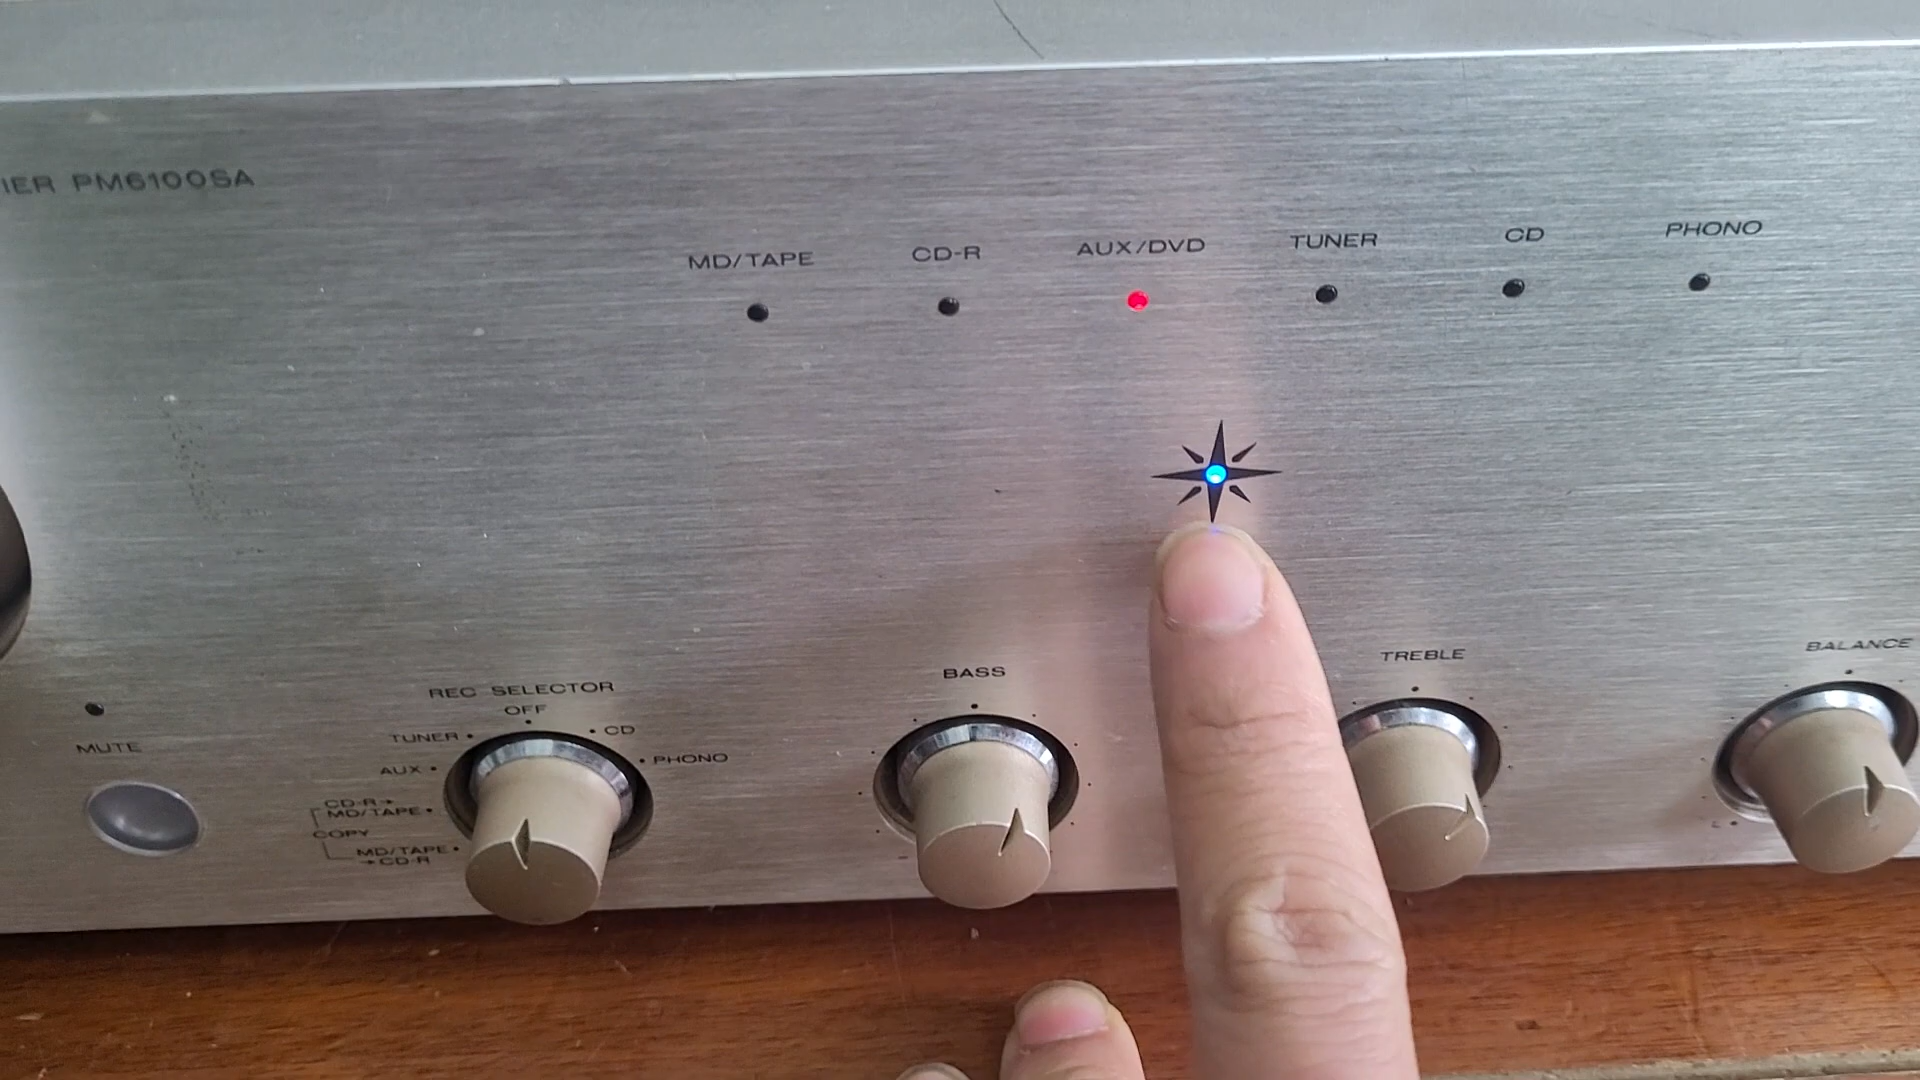 IER PM6100SA
MD/TAPE CD-R AUX/DVD TUNER CD PHONO
MUTE
REC SELECTOR
OFF
TUNER
CD
AUX
PHONO
CD-R→
MD/TAPE
COPY
MD/TAPE
→CD-R
BASS
TREBLE
BALANCE
L